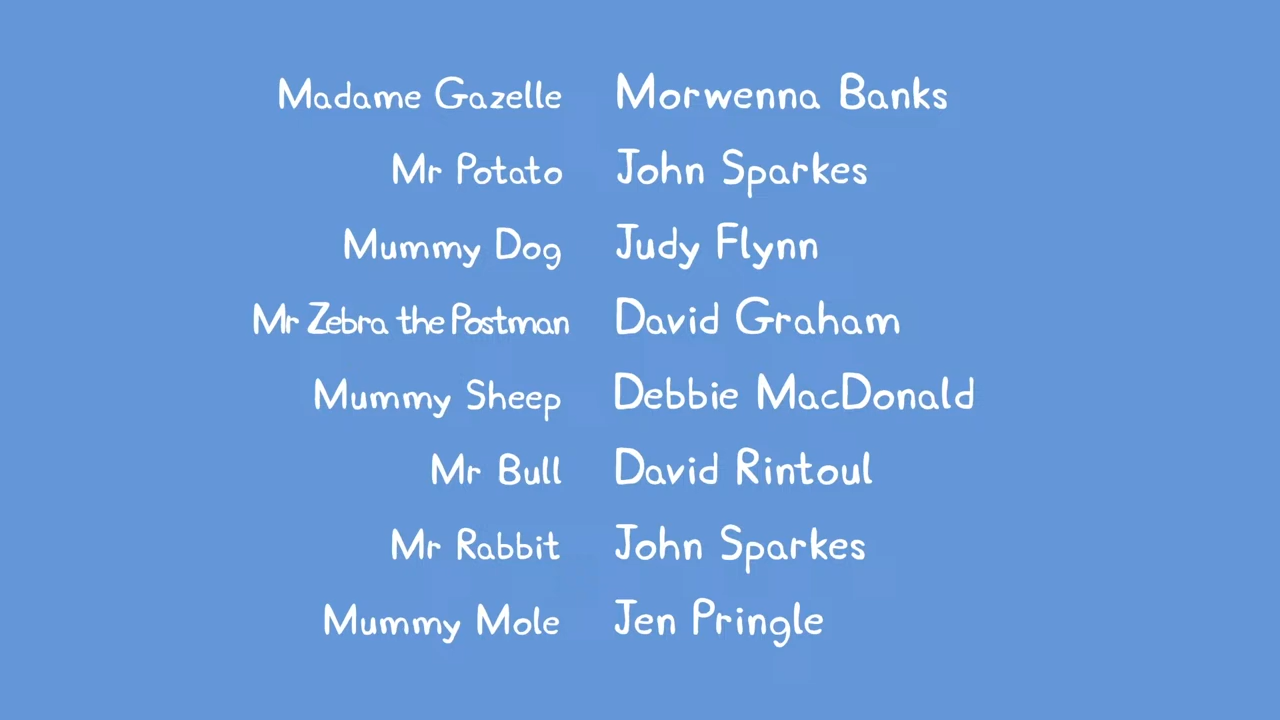 Madame Gazelle Morwenna Banks
Mr Potato John Sparkes
Mummy Dog Judy Flynn
Mr Zebra the Postman David Graham
Mummy Sheep Debbie MacDonald
Mr Bull David Rintoul
Mr Rabbit John Sparkes
Mummy Mole Jen Pringle